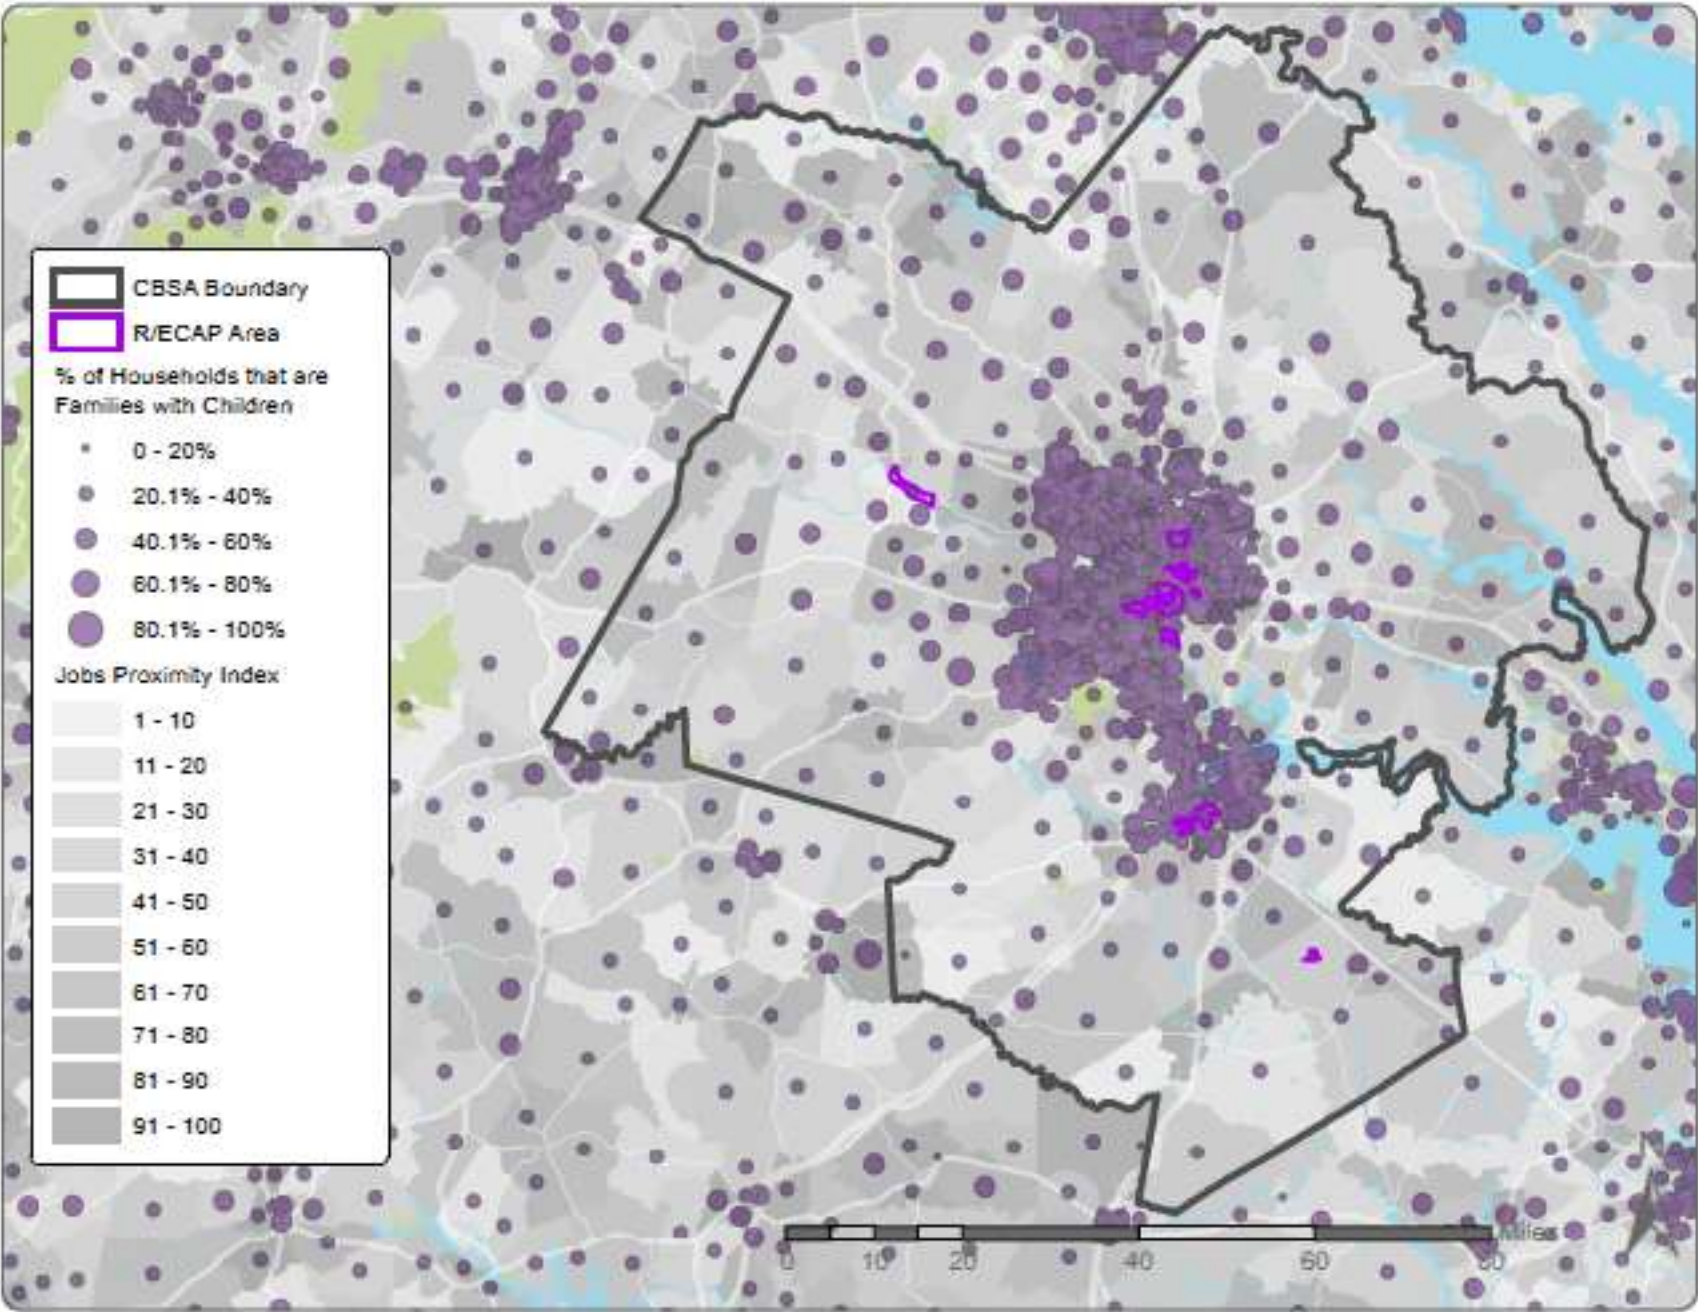 CBSA Boundary
R/ECAP Area
% of Households that are
Families with Children
0 - 20%
20.1% - 40%
40.1% - 60%
60.1% - 80%
80.1% - 100%
Jobs Proximity Index
1 - 10
11 - 20
21 - 30
31 - 40
41 - 50
51 - 60
61 - 70
71 - 80
81 - 90
91 - 100
Miles
0 10 20 40 60 80